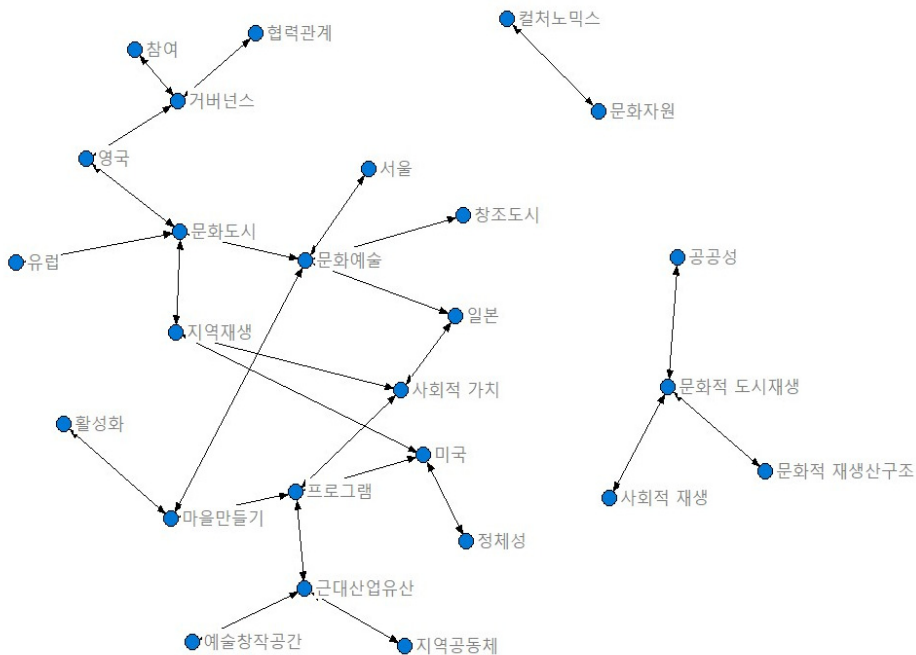 컬처노믹스
협력관계
참여
거버넌스
문화자원
영국
서울
창조도시
문화도시
공공성
유럽
문화예술
일본
지역재생
문화적 도시재생
사회적 가치
활성화
미국
문화적 재생산구조
프로그램
사회적 재생
마을만들기
정체성
근대산업유산
예술창작공간
지역공동체